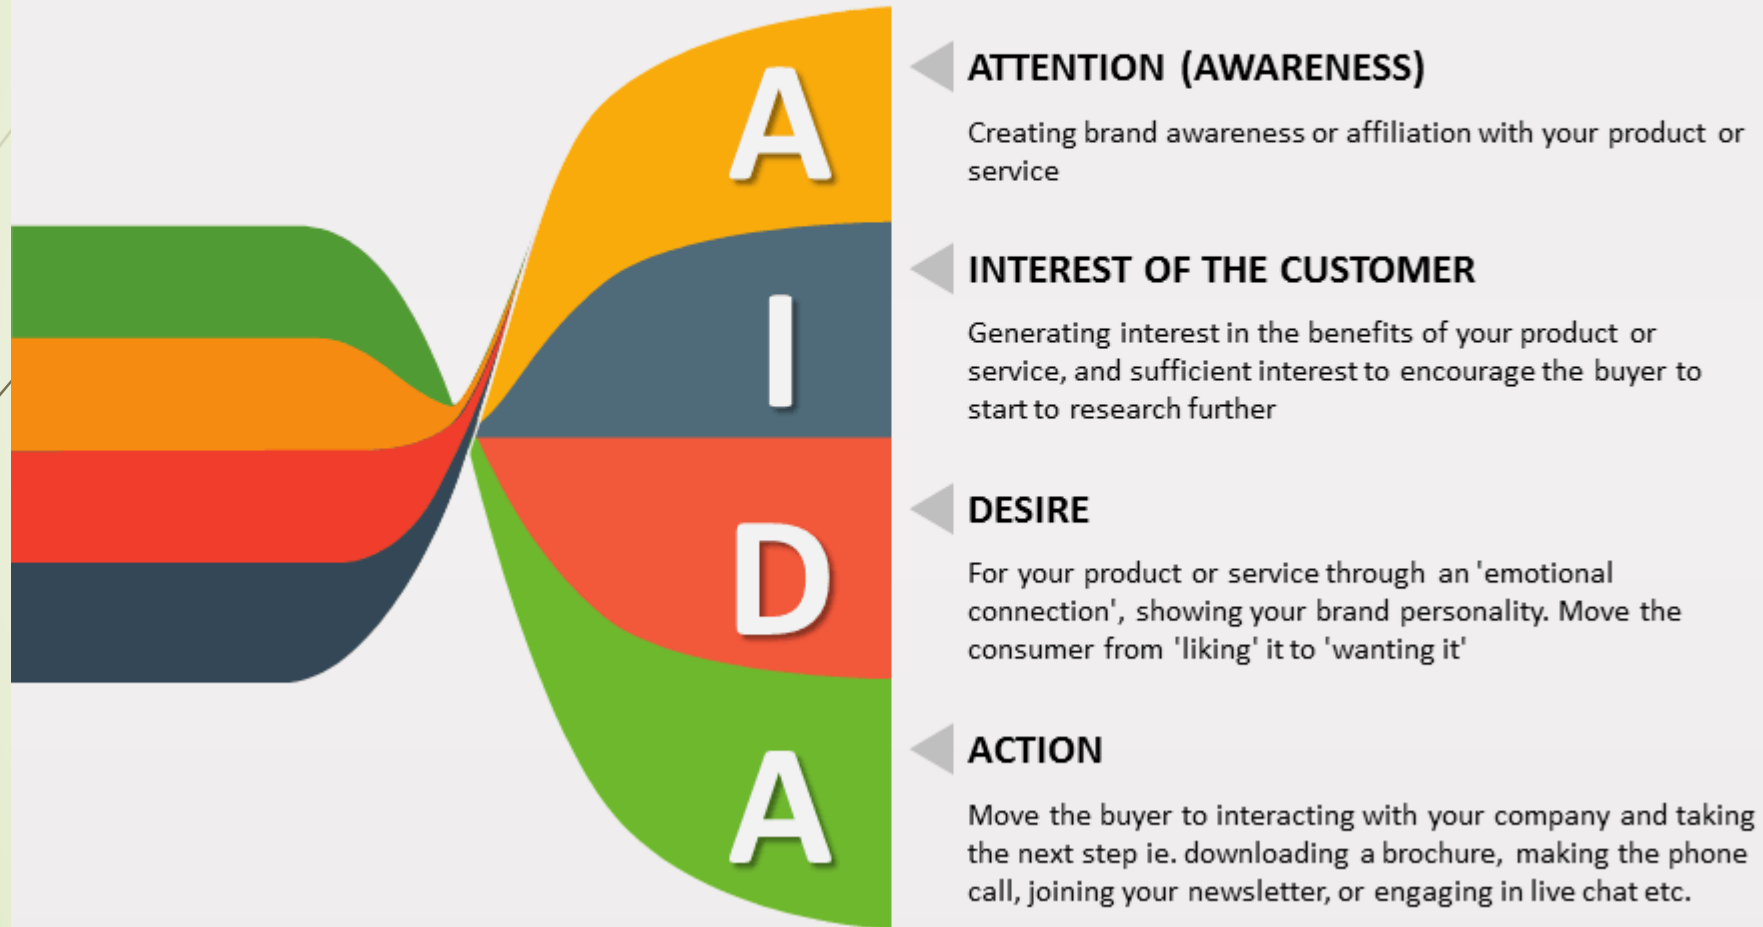 A
ATTENTION (AWARENESS)
Creating brand awareness or affiliation with your product or
service
I
INTEREST OF THE CUSTOMER
Generating interest in the benefits of your product or
service, and sufficient interest to encourage the buyer to
start to research further
D
DESIRE
For your product or service through an 'emotional
connection', showing your brand personality. Move the
consumer from 'liking' it to 'wanting it'
A
ACTION
Move the buyer to interacting with your company and taking
the next step ie. downloading a brochure, making the phone
call, joining your newsletter, or engaging in live chat etc.